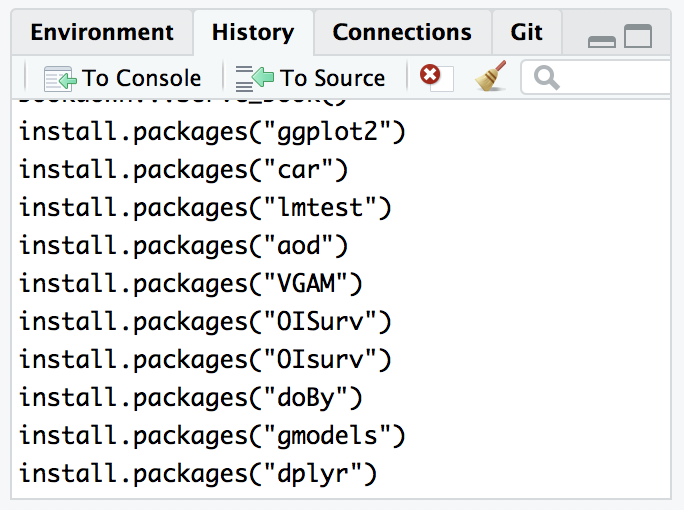 Environment History Connections Git
To Console To Source
install.packages("ggplot2")
install.packages("car")
install.packages("lmtest")
install.packages("aod")
install.packages("VGAM")
install.packages("OISurv")
install.packages("OIsurv")
install.packages("doBy")
install.packages("gmodels")
install.packages("dplyr")